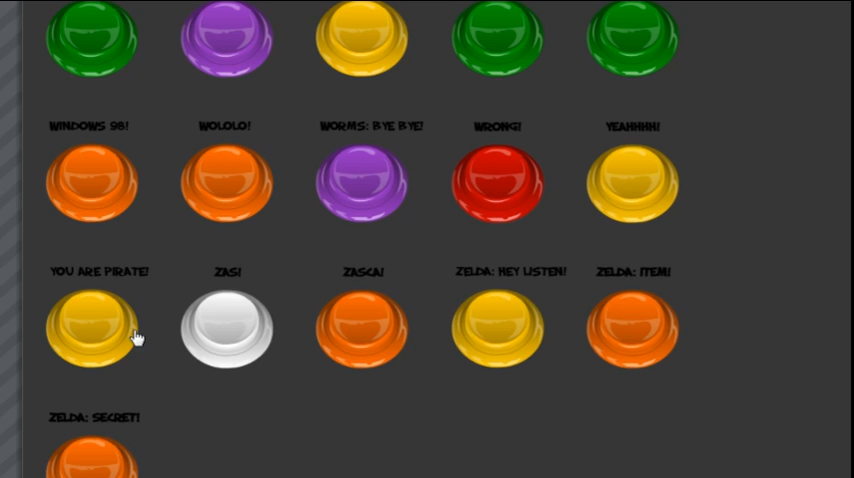 WINDOWS 98!
WOLOLO!
WORMS: BYE BYE!
WRONG!
YEAHHHH!
YOU ARE PIRATE!
ZAS!
ZASCA!
ZELDA: HEY LISTEN!
ZELDA: ITEM!
ZELDA: SECRET!